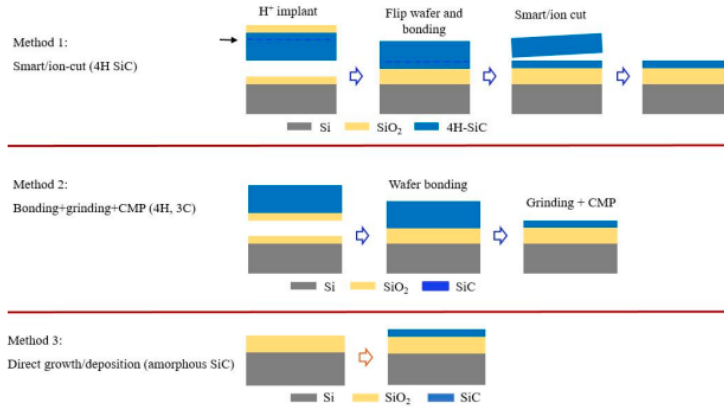 H⁺ implant
Flip wafer and
bonding
Smart/ion cut
Method 1:
Smart/ion-cut (4H SiC)
Si SiO₂ 4H-SiC
Method 2:
Bonding+grinding+CMP (4H, 3C)
Wafer bonding
Grinding + CMP
Si SiO₂ SiC
Method 3:
Direct growth/deposition (amorphous SiC)
Si SiO₂ SiC